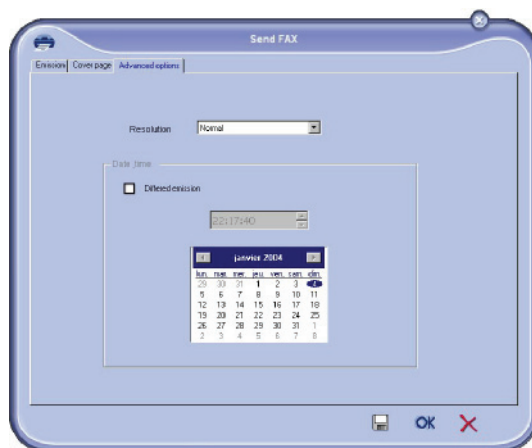 Send FAX
Emission Cover page Advanced options
Resolution Normal
Date_time
Differed emission
22:17:40
janvier 2004
lun. mar. mer. jeu. ven. sam. dim.
29 30 31 1 2 3 4
5 6 7 8 9 10 11
12 13 14 15 16 17 18
19 20 21 22 23 24 25
26 27 28 29 30 31 1
2 3 4 5 6 7 8
OK